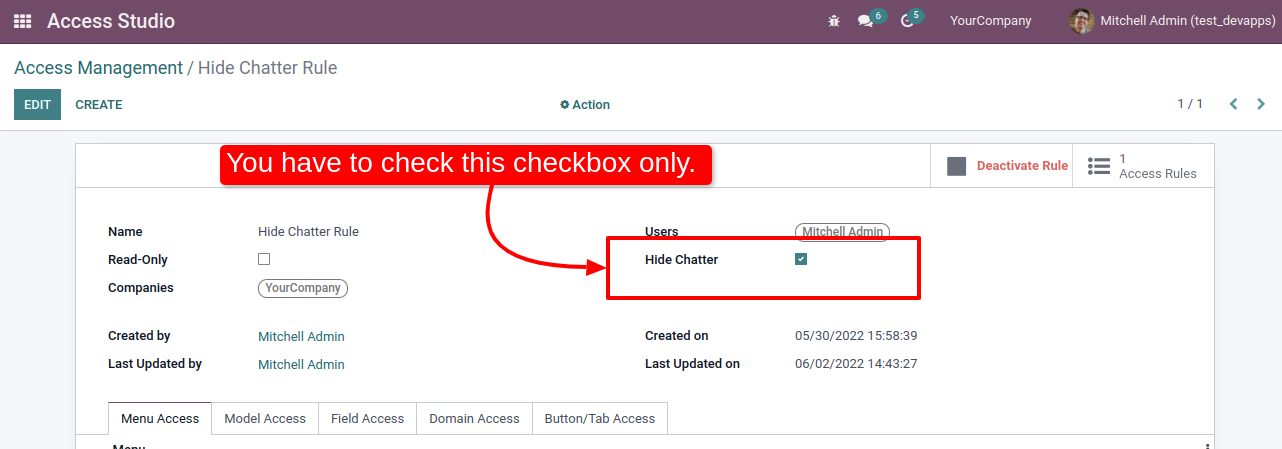 Access Studio 6 5 YourCompany Mitchell Admin (test_devapps)
Access Management / Hide Chatter Rule
EDIT CREATE Action 1 / 1
You have to check this checkbox only.
Deactivate Rule
1
Access Rules
Name Hide Chatter Rule Users Mitchell Admin
Read-Only Hide Chatter
Companies YourCompany
Created by Mitchell Admin Created on 05/30/2022 15:58:39
Last Updated by Mitchell Admin Last Updated on 06/02/2022 14:43:27
Menu Access Model Access Field Access Domain Access Button/Tab Access
Menu